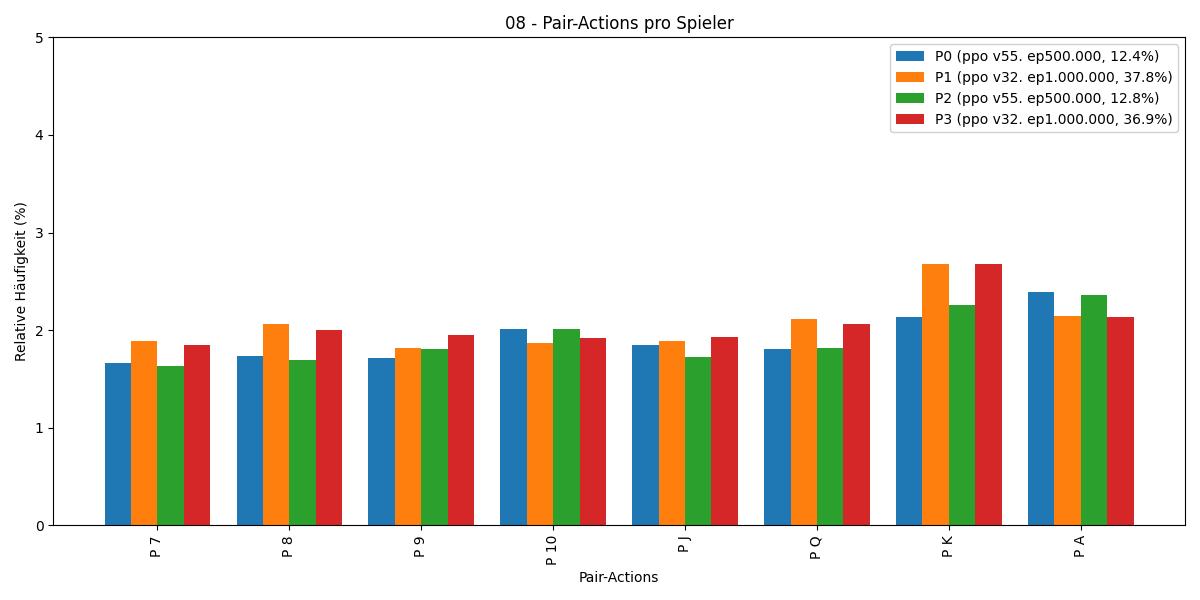 08 - Pair-Actions pro Spieler
P0 (ppo v55. ep500.000, 12.4%)
P1 (ppo v32. ep1.000.000, 37.8%)
P2 (ppo v55. ep500.000, 12.8%)
P3 (ppo v32. ep1.000.000, 36.9%)
Relative Häufigkeit (%)
5
4
3
2
1
0
P 7
P 8
P 9
P 10
P J
P Q
P K
P A
Pair-Actions